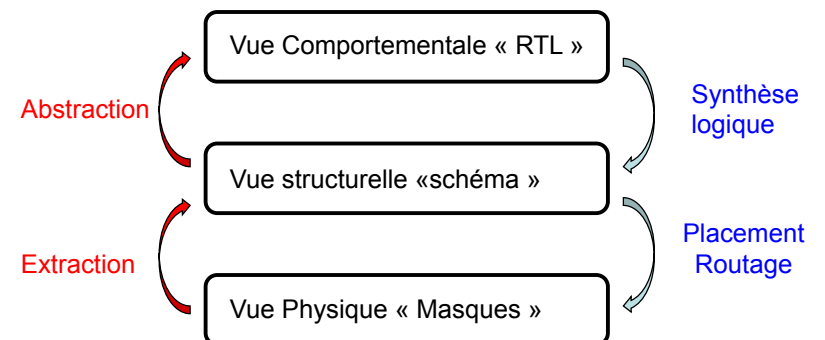 Vue Comportementale « RTL »
Abstraction
Synthèse
logique
Vue structurelle «schéma »
Extraction
Placement
Routage
Vue Physique « Masques »